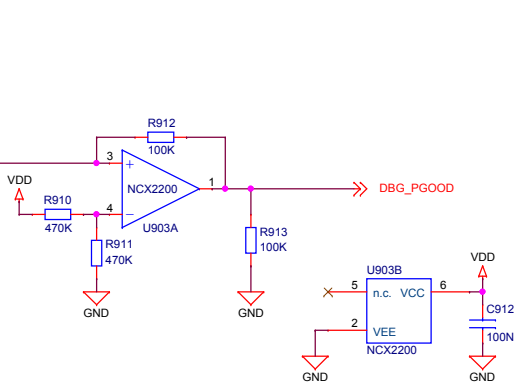 R912
100K
3
+
VDD
NCX2200
1
DBG_PGOOD
R910
4
−
470K
U903A
R911
470K
R913
100K
GND
GND
VDD
U903B
5
n.c.
VCC
6
C912
100N
2
VEE
NCX2200
GND
GND